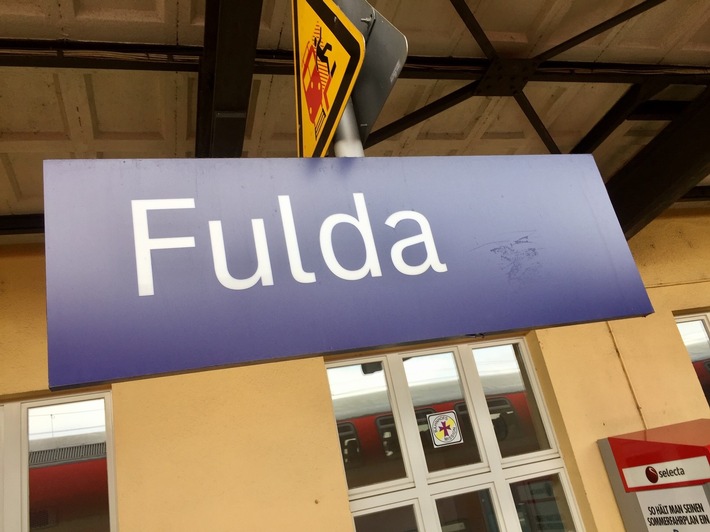 Fulda
selecta
SO HÄLT MAN SEINEN
SOMMERFAHRPLAN EIN